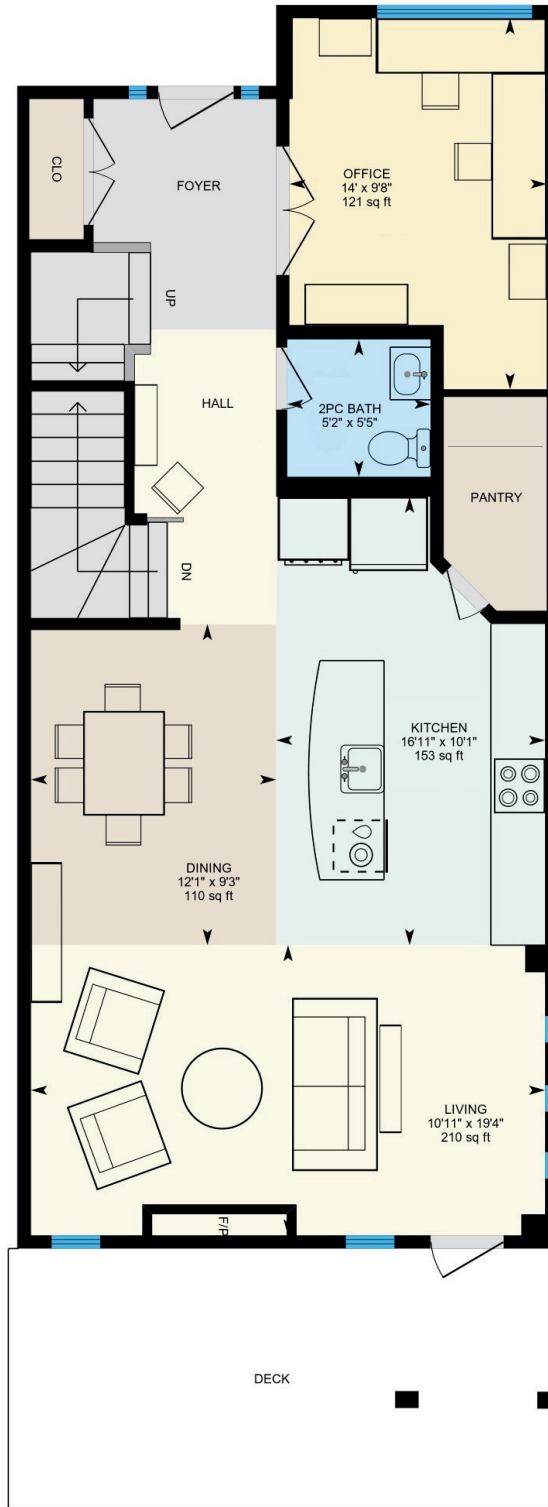 OFFICE
14' x 9'8"
121 sq ft
CLO
FOYER
UP
HALL
2PC BATH
5'2" x 5'5"
PANTRY
DN
KITCHEN
16'11" x 10'1"
153 sq ft
DINING
12'1" x 9'3"
110 sq ft
LIVING
10'11" x 19'4"
210 sq ft
F/P
DECK